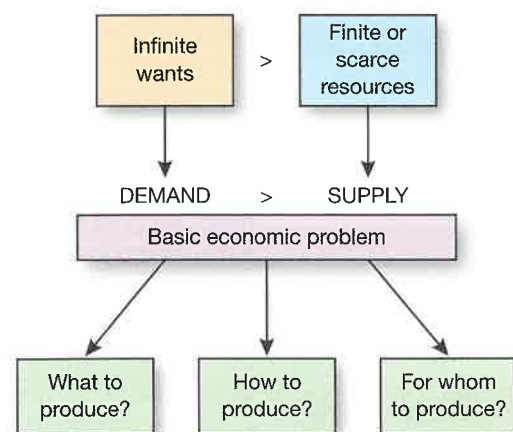 Infinite
wants
>
Finite or
scarce
resources
DEMAND > SUPPLY
Basic economic problem
What to
produce?
How to
produce?
For whom
to produce?